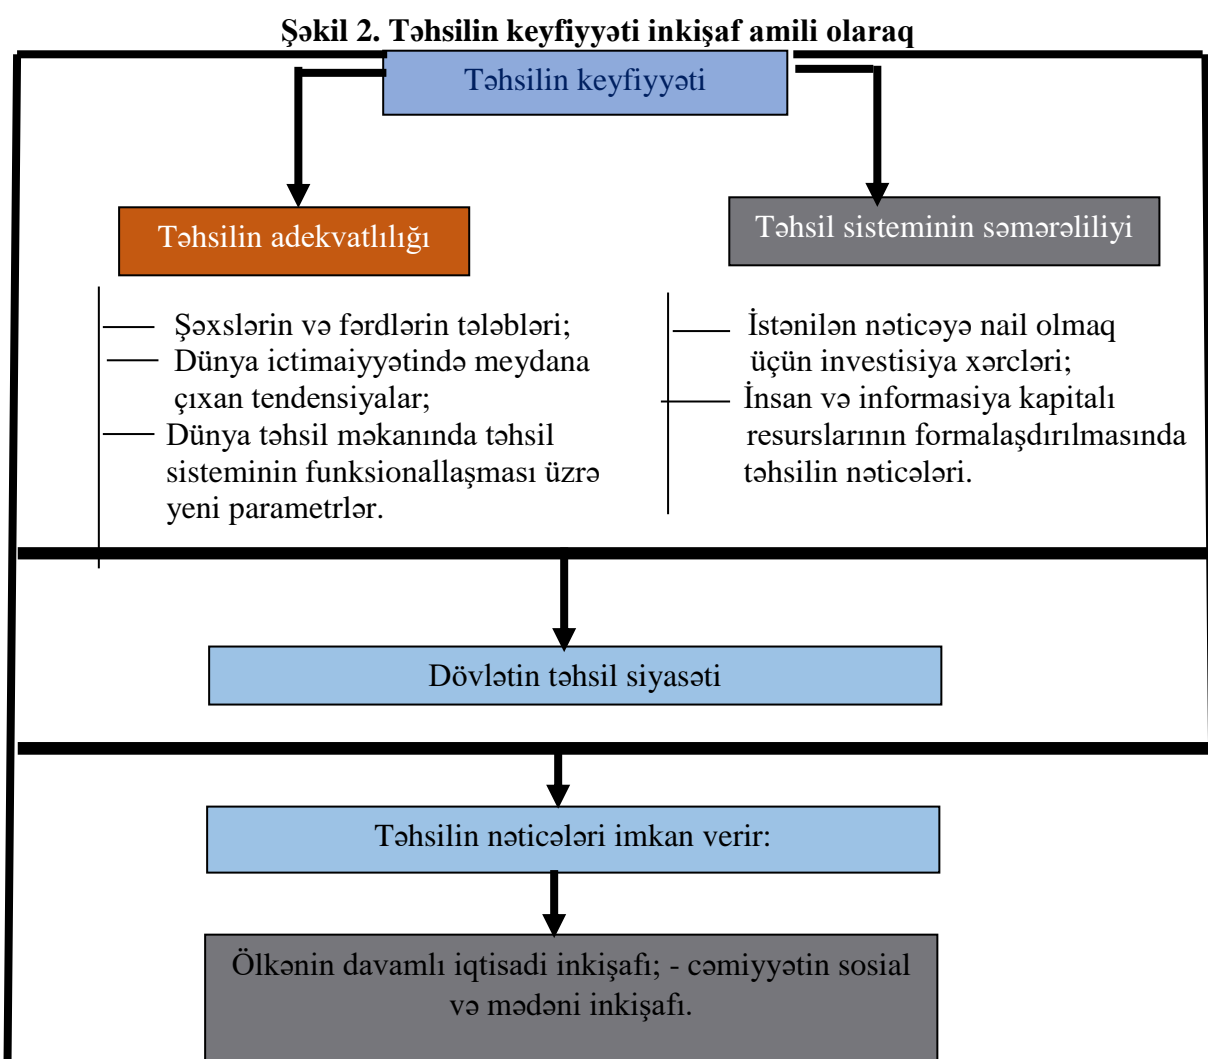 Şəkil 2. Təhsilin keyfiyyəti inkişaf amili olaraq
Təhsilin keyfiyyəti
Təhsilin adekvatlılığı
Şəxslərin və fərdlərin tələbləri;
Dünya ictimaiyyətində meydana
çıxan tendensiyalar;
Dünya təhsil məkanında təhsil
sisteminin funksionallaşması üzrə
yeni parametrlər.
Təhsil sisteminin səmərəliliyi
İstənilən nəticəyə nail olmaq
üçün investisiya xərcləri;
İnsan və informasiya kapitalı
resurslarının formalaşdırılmasında
təhsilin nəticələri.
Dövlətin təhsil siyasəti
Təhsilin nəticələri imkan verir:
Ölkənin davamlı iqtisadi inkişafı; - cəmiyyətin sosial
və mədəni inkişafı.